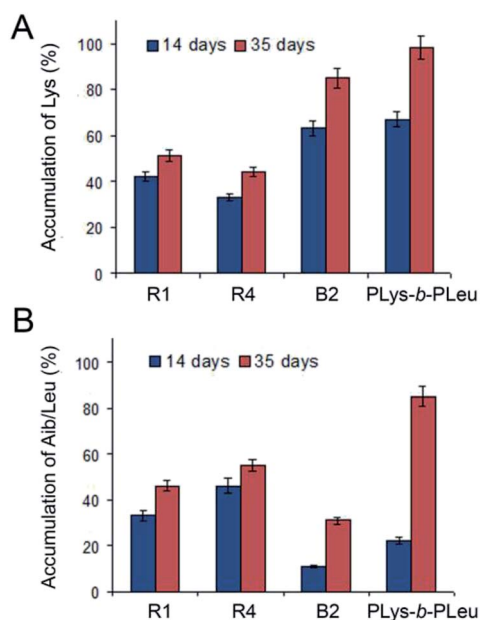 A
Accumulation of Lys (%)
14 days 35 days
100
80
60
40
20
0
R1 R4 B2 PLys-b-PLeu
B
Accumulation of Aib/Leu (%)
14 days 35 days
100
80
60
40
20
0
R1 R4 B2 PLys-b-PLeu